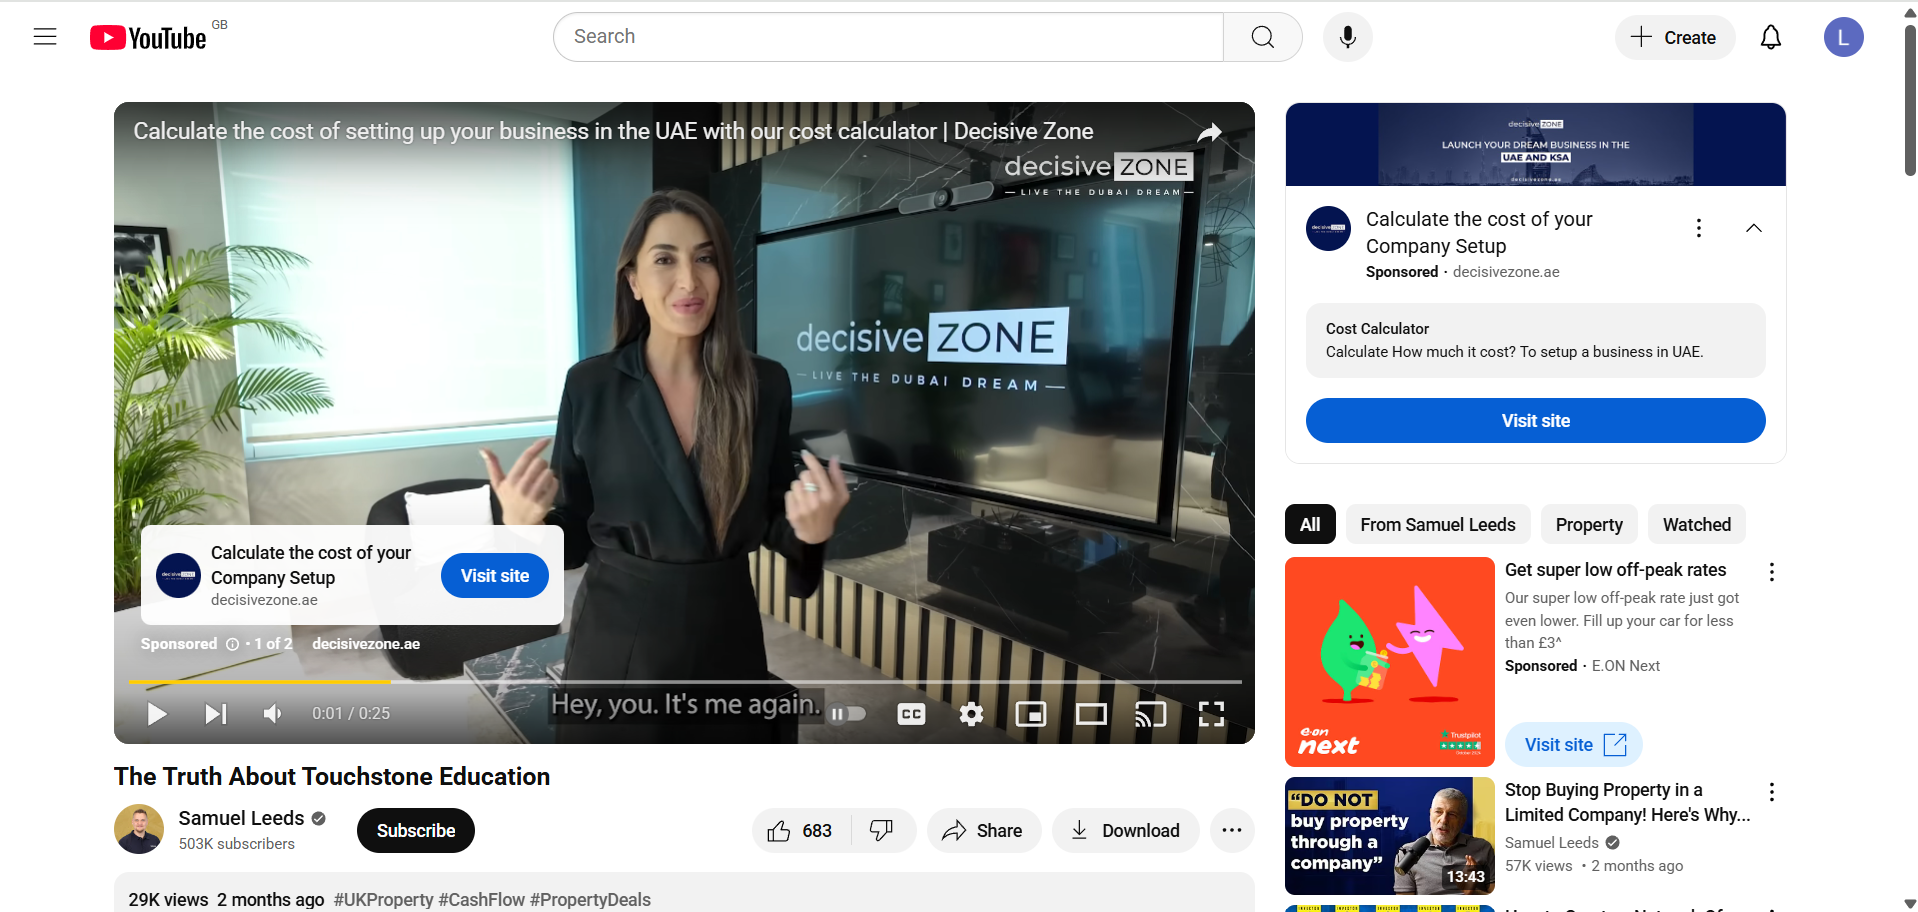 YouTube GB
Search
Create
L
Calculate the cost of setting up your business in the UAE with our cost calculator | Decisive Zone
decisive ZONE
LIVE THE DUBAI DREAM
decisive ZONE
LIVE THE DUBAI DREAM
Calculate the cost of your
Company Setup
decisivezone.ae
Visit site
Sponsored • 1 of 2 decisivezone.ae
Hey, you. It's me again.
0:01 / 0:25
CC
The Truth About Touchstone Education
Samuel Leeds
503K subscribers
Subscribe
683
Share
Download
29K views 2 months ago #UKProperty #CashFlow #PropertyDeals
decisive ZONE
LAUNCH YOUR DREAM BUSINESS IN THE
UAE AND KSA
decisivezone.ae
Calculate the cost of your
Company Setup
Sponsored · decisivezone.ae
Cost Calculator
Calculate How much it cost? To setup a business in UAE.
Visit site
All
From Samuel Leeds
Property
Watched
e·on
next
Trustpilot
Get super low off-peak rates
Our super low off-peak rate just got
even lower. Fill up your car for less
than £3^
Sponsored · E.ON Next
Visit site
“DO NOT
buy property
through a
company”
13:43
Stop Buying Property in a
Limited Company! Here's Why...
Samuel Leeds
57K views • 2 months ago